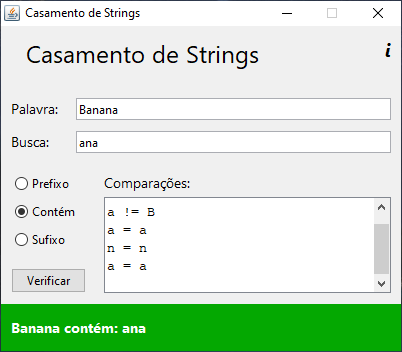 Casamento de Strings
Casamento de Strings
i
Palavra: Banana
Busca: ana
Prefixo
Contém
Sufixo
Verificar
Comparações:
a != B
a = a
n = n
a = a
Banana contém: ana